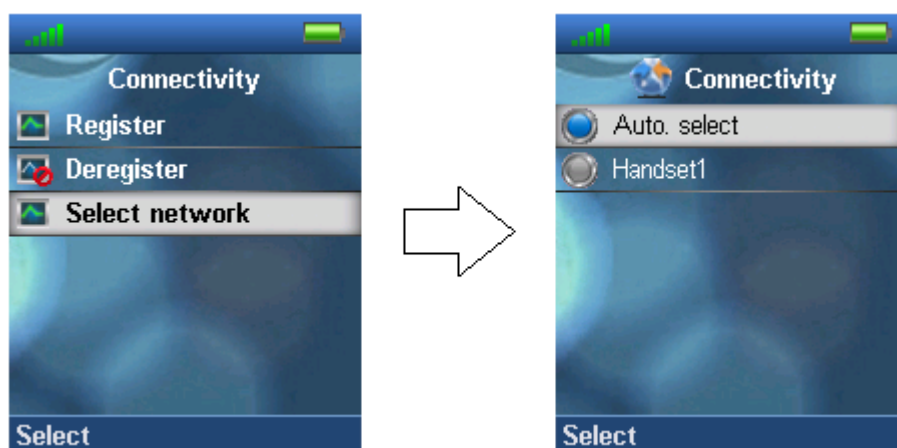 Connectivity
Register
Deregister
Select network
Select
Connectivity
Auto. select
Handset1
Select